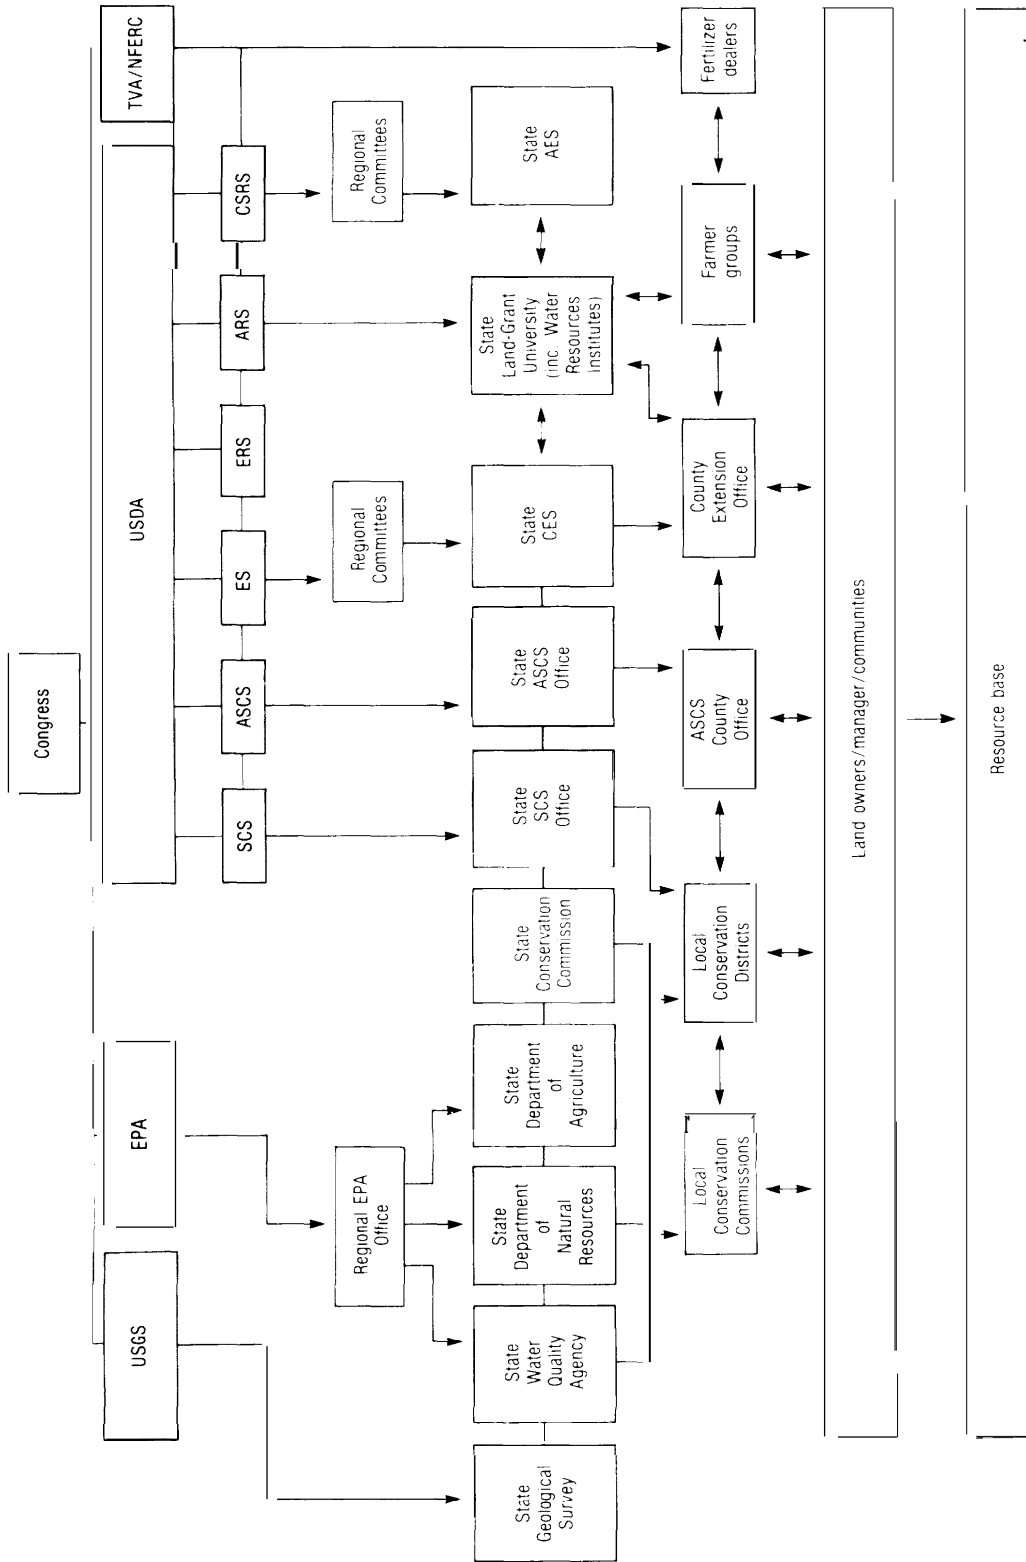 Congress
USGS
EPA
USDA
TVA/NFERC
SCS
ASCS
ES
ERS
ARS
CSRS
Regional EPA
Office
Regional
Committees
Regional
Committees
State
Geological
Survey
State
Water
Quality
Agency
State
Department
of
Natural
Resources
State
Department
of
Agriculture
State
Conservation
Commission
State
SCS
Office
State
ASCS
Office
State
CES
State
Land-Grant
University
(inc. Water
Resources
Institutes)
State
AES
Local
Conservation
Commissions
Local
Conservation
Districts
ASCS
County
Office
County
Extension
Office
Farmer
groups
Fertilizer
dealers
Land owners/manager/communities
Resource base